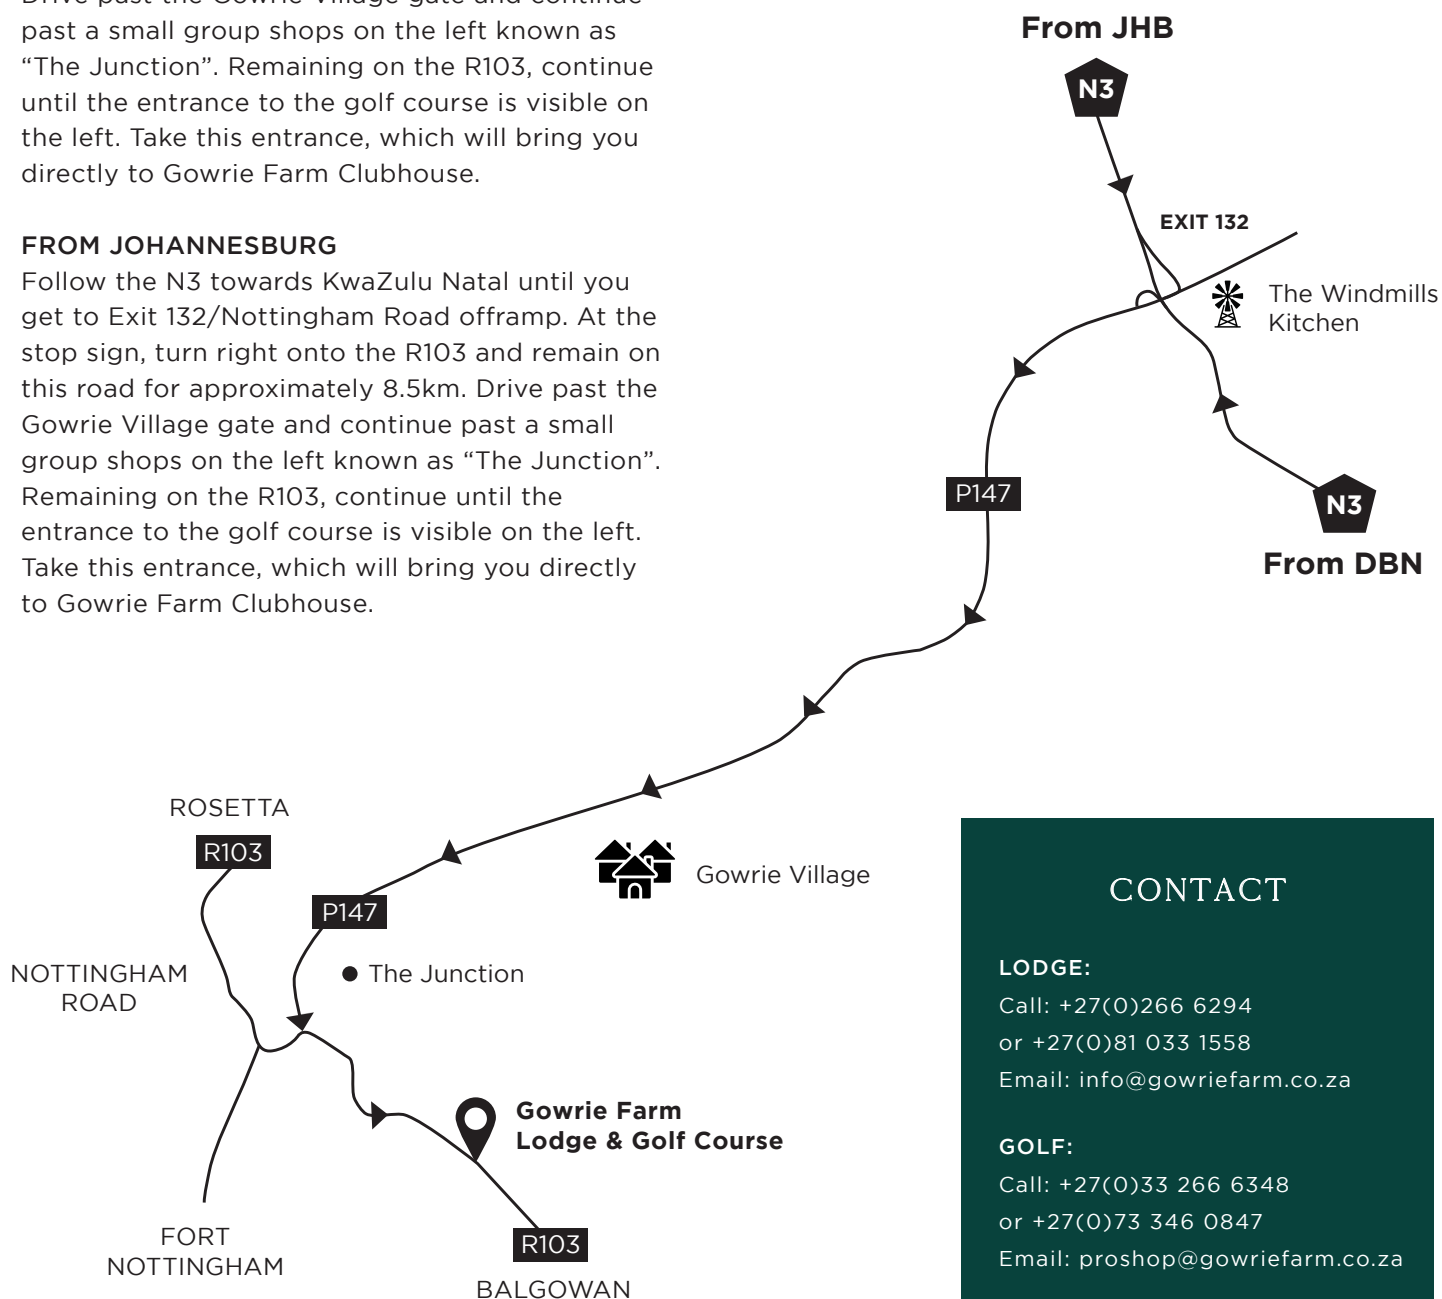 Drive past the Gowrie Village gate and continue
past a small group shops on the left known as
“The Junction”. Remaining on the R103, continue
until the entrance to the golf course is visible on
the left. Take this entrance, which will bring you
directly to Gowrie Farm Clubhouse.
FROM JOHANNESBURG
Follow the N3 towards KwaZulu Natal until you
get to Exit 132/Nottingham Road offramp. At the
stop sign, turn right onto the R103 and remain on
this road for approximately 8.5km. Drive past the
Gowrie Village gate and continue past a small
group shops on the left known as “The Junction”.
Remaining on the R103, continue until the
entrance to the golf course is visible on the left.
Take this entrance, which will bring you directly
to Gowrie Farm Clubhouse.
From JHB
N3
EXIT 132
The Windmills
Kitchen
P147
N3
From DBN
ROSETTA
R103
Gowrie Village
P147
NOTTINGHAM
ROAD
The Junction
Gowrie Farm
Lodge & Golf Course
FORT
NOTTINGHAM
R103
BALGOWAN
CONTACT
LODGE:
Call: +27(0)266 6294
or +27(0)81 033 1558
Email: info@gowriefarm.co.za
GOLF:
Call: +27(0)33 266 6348
or +27(0)73 346 0847
Email: proshop@gowriefarm.co.za